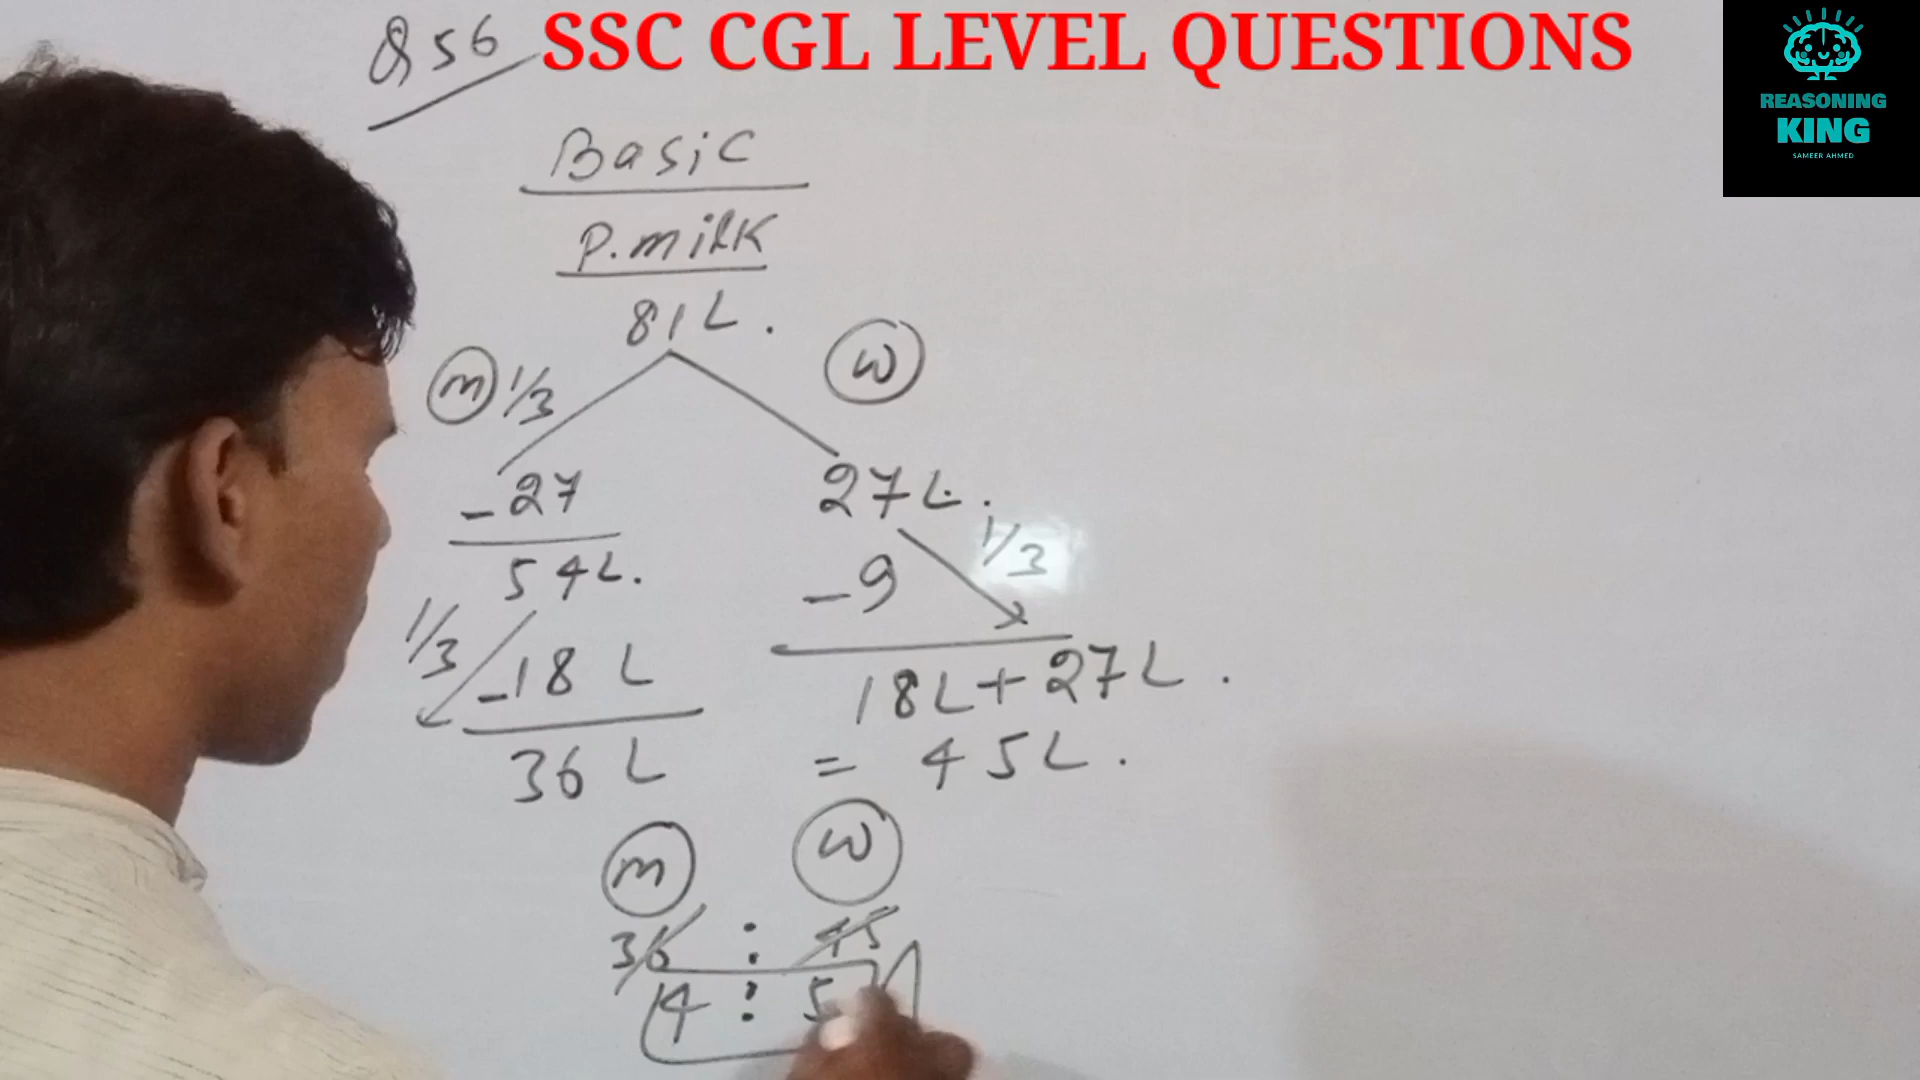 Q56 SSC CGL LEVEL QUESTIONS
REASONING
KING
SAMEER AHMED
Basic
P.milk
81L.
m 1/3
W
-27
27L.
54L.
1/3
-9
1/3
-18 L
18L+27L.
36 L
= 45L.
m W
36 : 45
4 : 5